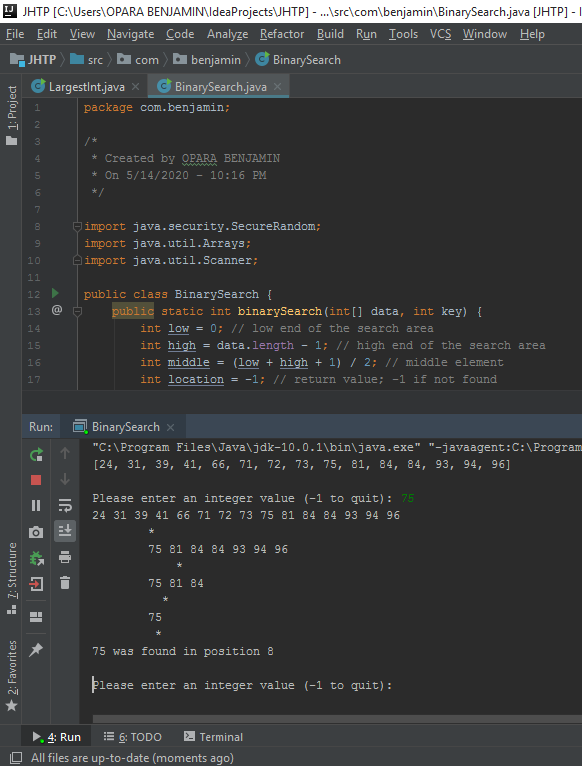 JHTP [C:\Users\OPARA BENJAMIN\IdeaProjects\JHTP] - ...\src\com\benjamin\BinarySearch.java [JHTP] - I
File Edit View Navigate Code Analyze Refactor Build Run Tools VCS Window Help
JHTP src com benjamin BinarySearch
1: Project
LargestInt.java BinarySearch.java
1 package com.benjamin;
2
3 /*
4 * Created by OPARA BENJAMIN
5 * On 5/14/2020 - 10:16 PM
6 */
7
8 import java.security.SecureRandom;
9 import java.util.Arrays;
10 import java.util.Scanner;
11
12 public class BinarySearch {
13 @ public static int binarySearch(int[] data, int key) {
14 int low = 0; // low end of the search area
15 int high = data.length - 1; // high end of the search area
16 int middle = (low + high + 1) / 2; // middle element
17 int location = -1; // return value; -1 if not found
Run: BinarySearch
"C:\Program Files\Java\jdk-10.0.1\bin\java.exe" "-javaagent:C:\Program
[24, 31, 39, 41, 66, 71, 72, 73, 75, 81, 84, 84, 93, 94, 96]
Please enter an integer value (-1 to quit): 75
24 31 39 41 66 71 72 73 75 81 84 84 93 94 96
*
75 81 84 84 93 94 96
*
75 81 84
*
75
*
75 was found in position 8
Please enter an integer value (-1 to quit):
7: Structure
2: Favorites
4: Run 6: TODO Terminal
All files are up-to-date (moments ago)